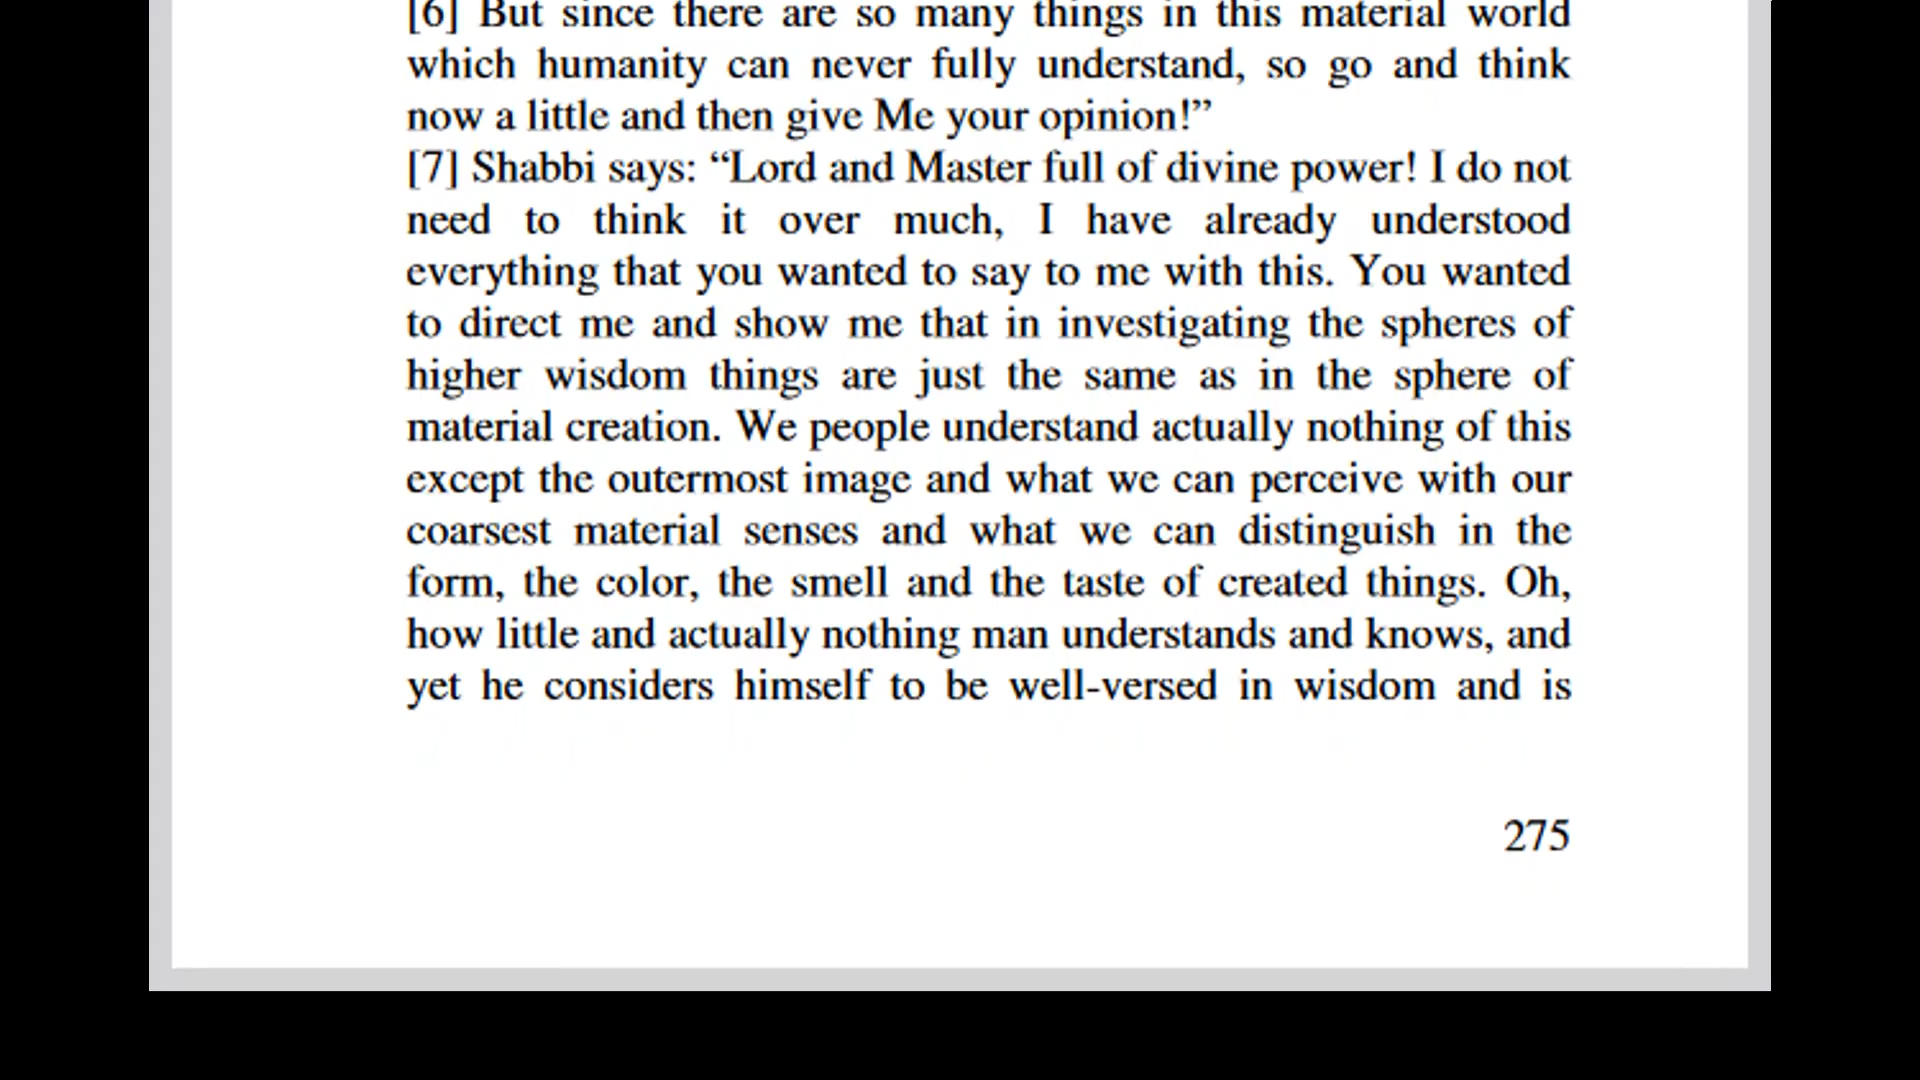 [6] But since there are so many things in this material world
which humanity can never fully understand, so go and think
now a little and then give Me your opinion!”
[7] Shabbi says: “Lord and Master full of divine power! I do not
need to think it over much, I have already understood
everything that you wanted to say to me with this. You wanted
to direct me and show me that in investigating the spheres of
higher wisdom things are just the same as in the sphere of
material creation. We people understand actually nothing of this
except the outermost image and what we can perceive with our
coarsest material senses and what we can distinguish in the
form, the color, the smell and the taste of created things. Oh,
how little and actually nothing man understands and knows, and
yet he considers himself to be well-versed in wisdom and is
275